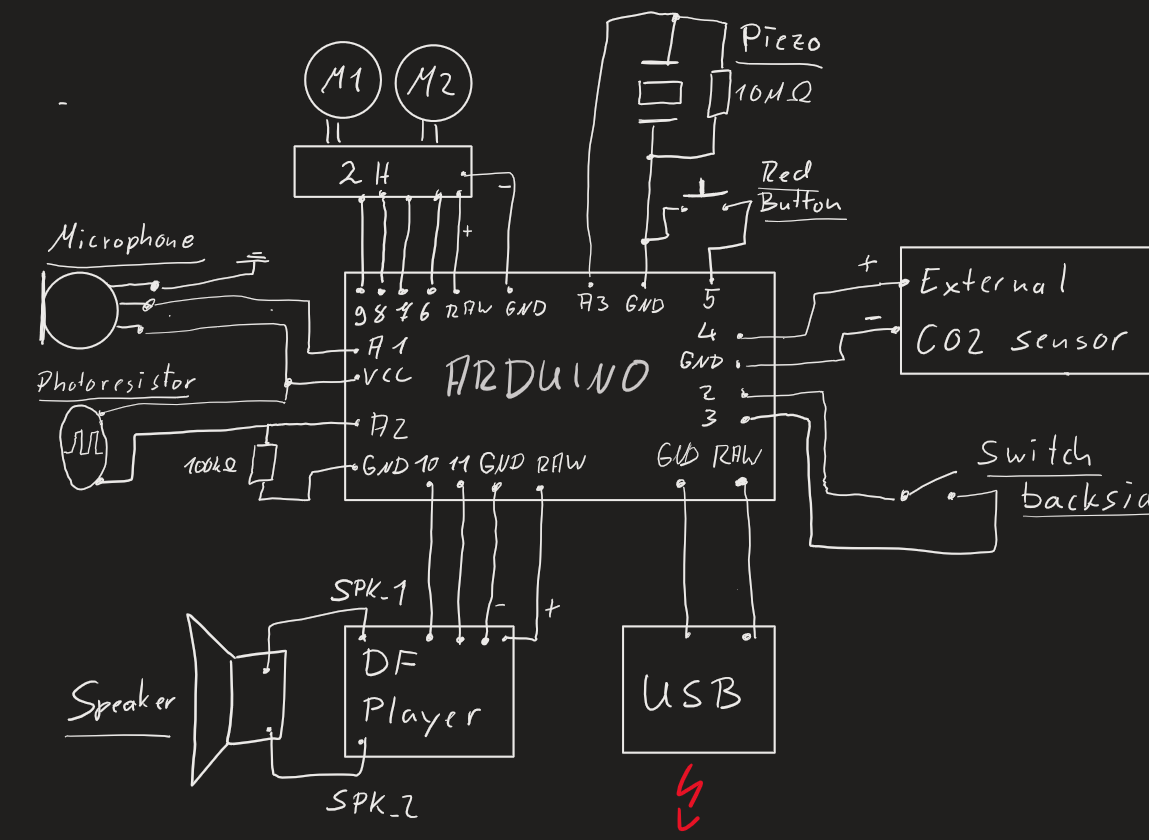 Piezo
10MΩ
M1 M2
2 H
-
+
Red
Button
Microphone
9 8 7 6 RAW GND A3 GND 5
+
External
-
CO2 sensor
A1
VCC
ARDUINO
4
GND
2
3
Photoresistor
A2
100kΩ
GND 10 11 GND RAW
GND RAW
Switch
backsid
SPK_1
- +
DF
Player
USB
Speaker
SPK_2